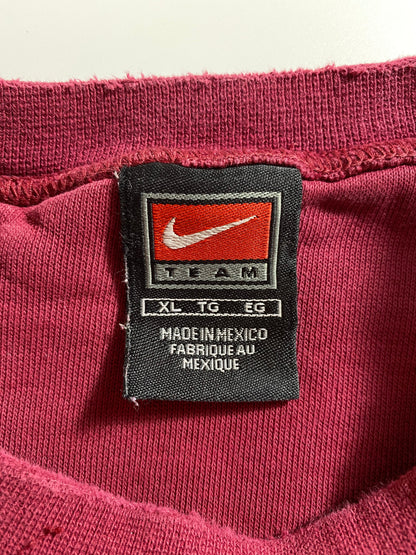 TEAM
XL TG EG
MADE IN MEXICO
FABRIQUE AU
MEXIQUE